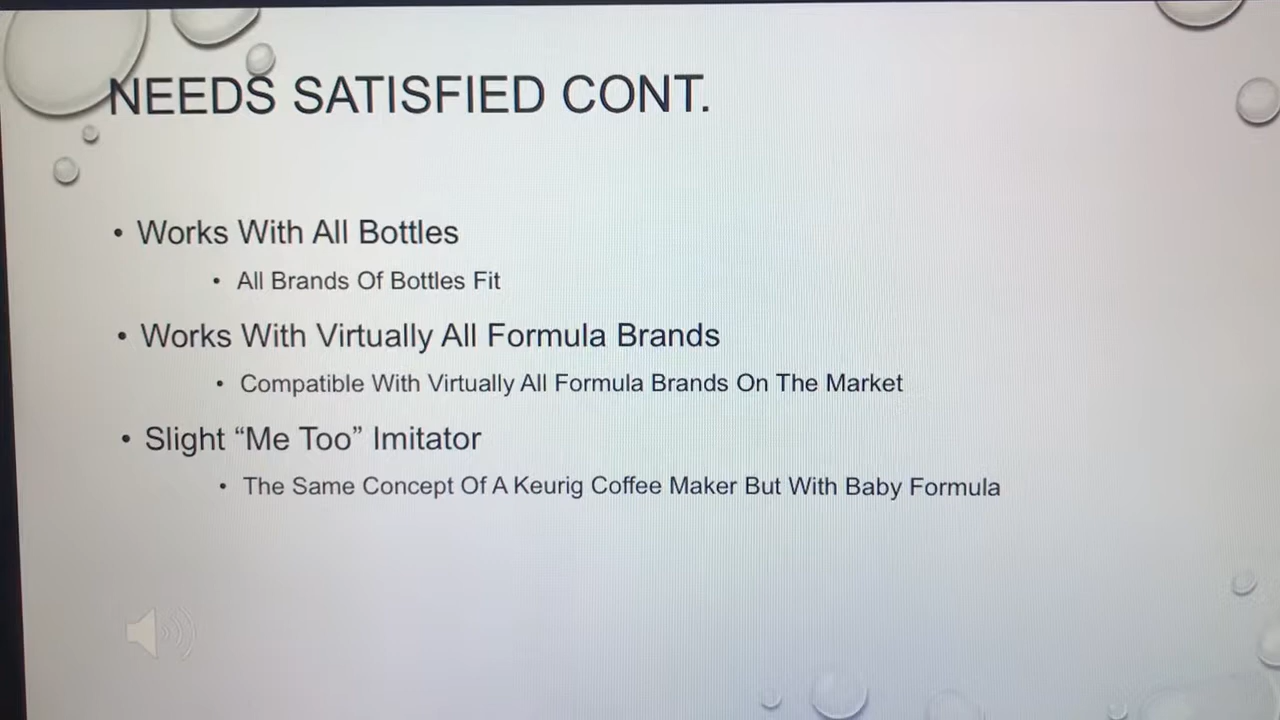 NEEDS SATISFIED CONT.
• Works With All Bottles
• All Brands Of Bottles Fit
• Works With Virtually All Formula Brands
• Compatible With Virtually All Formula Brands On The Market
• Slight “Me Too” Imitator
• The Same Concept Of A Keurig Coffee Maker But With Baby Formula